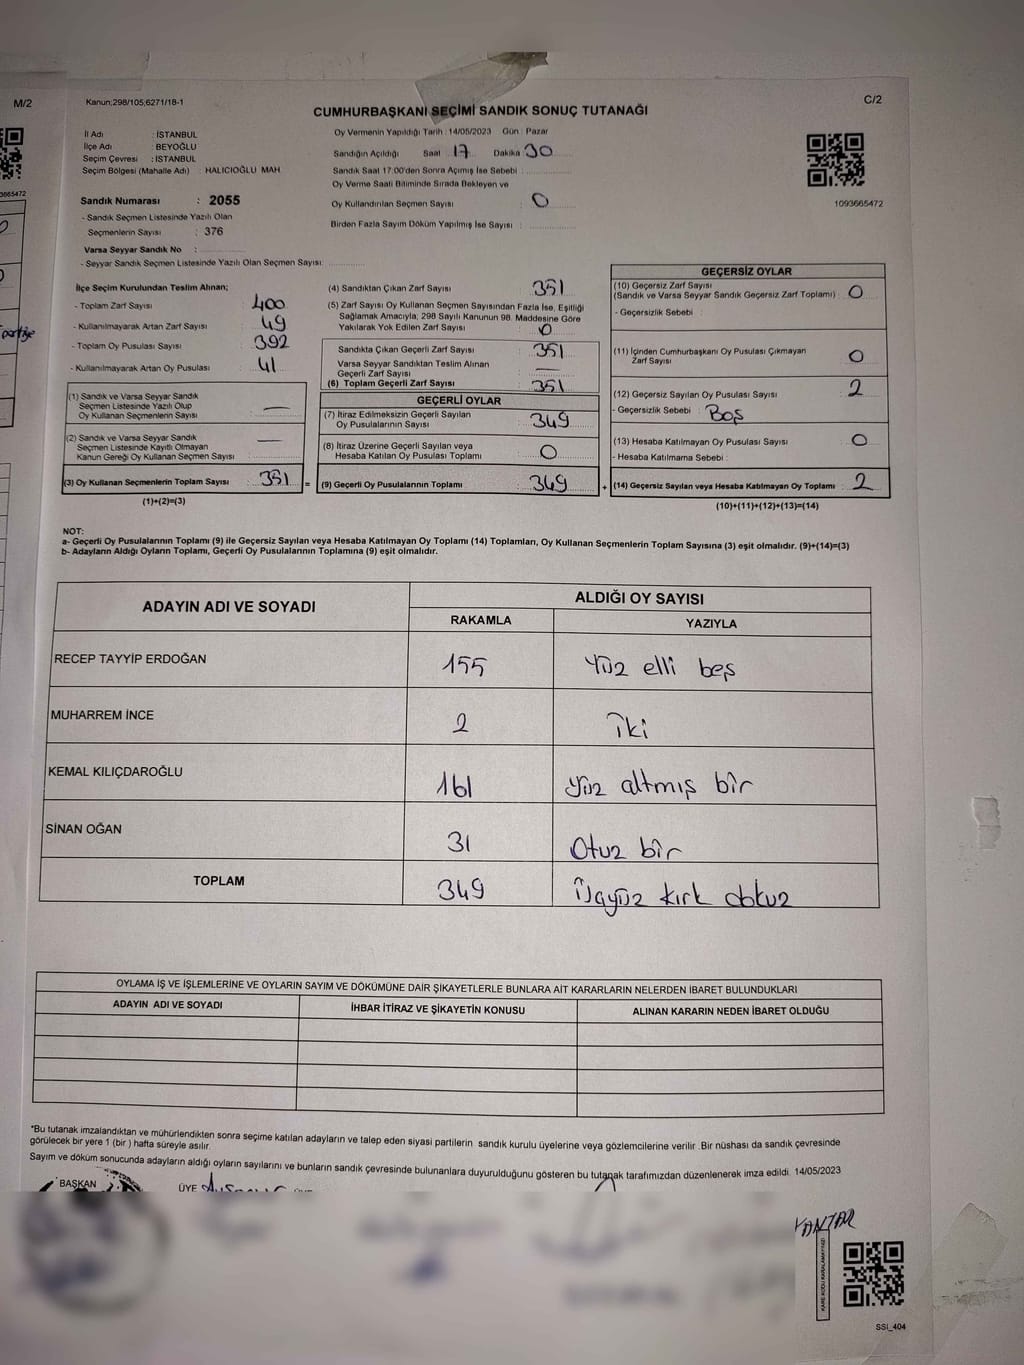 M/2
3665472
Kanun;298/105;6271/18-1
C/2
CUMHURBAŞKANI SEÇİMİ SANDIK SONUÇ TUTANAĞI
İl Adı : İSTANBUL
İlçe Adı : BEYOĞLU
Seçim Çevresi : İSTANBUL
Seçim Bölgesi (Mahalle Adı) : HALICIOĞLU MAH
Sandık Numarası : 2055
- Sandık Seçmen Listesinde Yazılı Olan
Seçmenlerin Sayısı : 376
Varsa Seyyar Sandık No :
- Seyyar Sandık Seçmen Listesinde Yazılı Olan Seçmen Sayısı:
Oy Vermenin Yapıldığı Tarih : 14/05/2023 Gün : Pazar
Sandığın Açıldığı Saat : 17 Dakika : 30
Sandık Saat 17:00'den Sonra Açımış İse Sebebi :
Oy Verme Saati Bitiminde Sırada Bekleyen ve
Oy Kullandırılan Seçmen Sayısı : 0
Birden Fazla Sayım Döküm Yapılmış İse Sayısı :
1093665472
İlçe Seçim Kurulundan Teslim Alınan;
- Toplam Zarf Sayısı : 400
- Kullanılmayarak Artan Zarf Sayısı : 49
- Toplam Oy Pusulası Sayısı : 392
- Kullanılmayarak Artan Oy Pusulası : 41
(1) Sandık ve Varsa Seyyar Sandık
Seçmen Listesinde Yazılı Olup
Oy Kullanan Seçmenlerin Sayısı : —
(2) Sandık ve Varsa Seyyar Sandık
Seçmen Listesinde Kayıtlı Olmayan
Kanun Gereği Oy Kullanan Seçmen Sayısı : —
(3) Oy Kullanan Seçmenlerin Toplam Sayısı : 351 =
(1)+(2)=(3)
(4) Sandıktan Çıkan Zarf Sayısı : 351
(5) Zarf Sayısı Oy Kullanan Seçmen Sayısından Fazla İse, Eşitliği
Sağlamak Amacıyla; 298 Sayılı Kanunun 98. Maddesine Göre
Yakılarak Yok Edilen Zarf Sayısı : 0
Sandıkta Çıkan Geçerli Zarf Sayısı : 351
Varsa Seyyar Sandıktan Teslim Alınan
Geçerli Zarf Sayısı : —
(6) Toplam Geçerli Zarf Sayısı : 351
GEÇERLİ OYLAR
(7) İtiraz Edilmeksizin Geçerli Sayılan
Oy Pusulalarının Sayısı : 349
(8) İtiraz Üzerine Geçerli Sayılan veya
Hesaba Katılan Oy Pusulası Toplamı : 0
(9) Geçerli Oy Pusulalarının Toplamı : 349 +
GEÇERSİZ OYLAR
(10) Geçersiz Zarf Sayısı
(Sandık ve Varsa Seyyar Sandık Geçersiz Zarf Toplamı) : 0
- Geçersizlik Sebebi :
(11) İçinden Cumhurbaşkanı Oy Pusulası Çıkmayan
Zarf Sayısı : 0
(12) Geçersiz Sayılan Oy Pusulası Sayısı : 2
- Geçersizlik Sebebi : Boş
(13) Hesaba Katılmayan Oy Pusulası Sayısı : 0
- Hesaba Katılmama Sebebi :
(14) Geçersiz Sayılan veya Hesaba Katılmayan Oy Toplamı : 2
(10)+(11)+(12)+(13)=(14)
NOT:
a- Geçerli Oy Pusulalarının Toplamı (9) ile Geçersiz Sayılan veya Hesaba Katılmayan Oy Toplamı (14) Toplamları, Oy Kullanan Seçmenlerin Toplam Sayısına (3) eşit olmalıdır. (9)+(14)=(3)
b- Adayların Aldığı Oyların Toplamı, Geçerli Oy Pusulalarının Toplamına (9) eşit olmalıdır.
ADAYIN ADI VE SOYADI
ALDIĞI OY SAYISI
RAKAMLA YAZIYLA
RECEP TAYYİP ERDOĞAN 155 Yüz elli beş
MUHARREM İNCE 2 İki
KEMAL KILIÇDAROĞLU 161 Yüz altmış bir
SİNAN OĞAN 31 Otuz bir
TOPLAM 349 Üçyüz kırk dokuz
OYLAMA İŞ VE İŞLEMLERİNE VE OYLARIN SAYIM VE DÖKÜMÜNE DAİR ŞİKAYETLERLE BUNLARA AİT KARARLARIN NELERDEN İBARET BULUNDUKLARI
ADAYIN ADI VE SOYADI İHBAR İTİRAZ VE ŞİKAYETİN KONUSU ALINAN KARARIN NEDEN İBARET OLDUĞU
*Bu tutanak imzalandıktan ve mühürlendikten sonra seçime katılan adayların ve talep eden siyasi partilerin sandık kurulu üyelerine veya gözlemcilerine verilir. Bir nüshası da sandık çevresinde
görülecek bir yere 1 (bir) hafta süreyle asılır.
Sayım ve döküm sonucunda adayların aldığı oyların sayılarını ve bunların sandık çevresinde bulunanlara duyurulduğunu gösteren bu tutanak tarafımızdan düzenlenerek imza edildi. 14/05/2023
BAŞKAN ÜYE
SSI_404